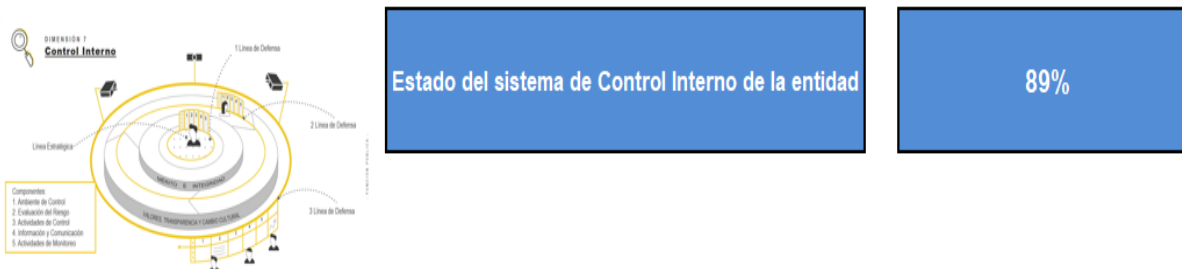 DIMENSIÓN 7
Control Interno
1 Línea de Defensa
2 Línea de Defensa
Línea Estratégica
MÉRITO E INTEGRIDAD
VALORES, TRANSPARENCIA Y CAMBIO CULTURAL
3 Línea de Defensa
Componentes
1. Ambiente de Control
2. Evaluación del Riesgo
3. Actividades de Control
4. Información y Comunicación
5. Actividades de Monitoreo
FUNCIÓN PÚBLICA
Estado del sistema de Control Interno de la entidad
89%